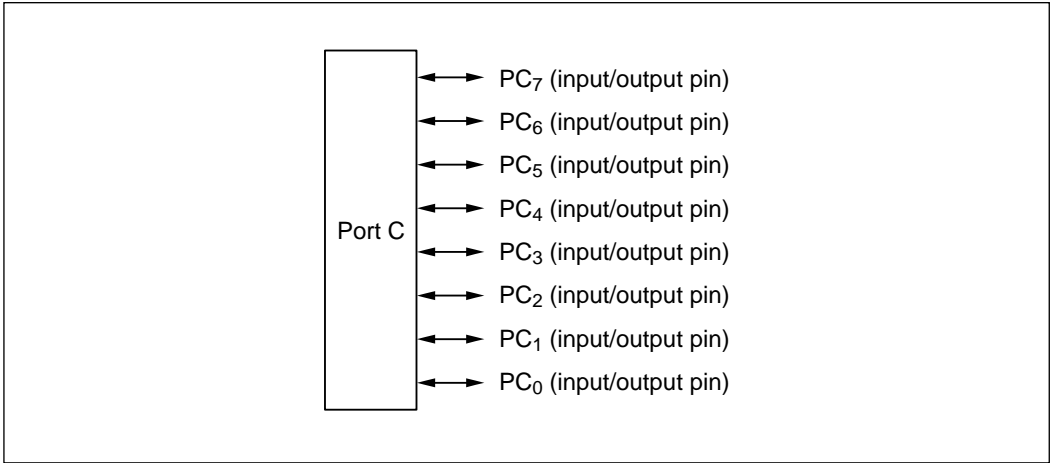 PC7 (input/output pin)
PC6 (input/output pin)
PC5 (input/output pin)
PC4 (input/output pin)
Port C
PC3 (input/output pin)
PC2 (input/output pin)
PC1 (input/output pin)
PC0 (input/output pin)